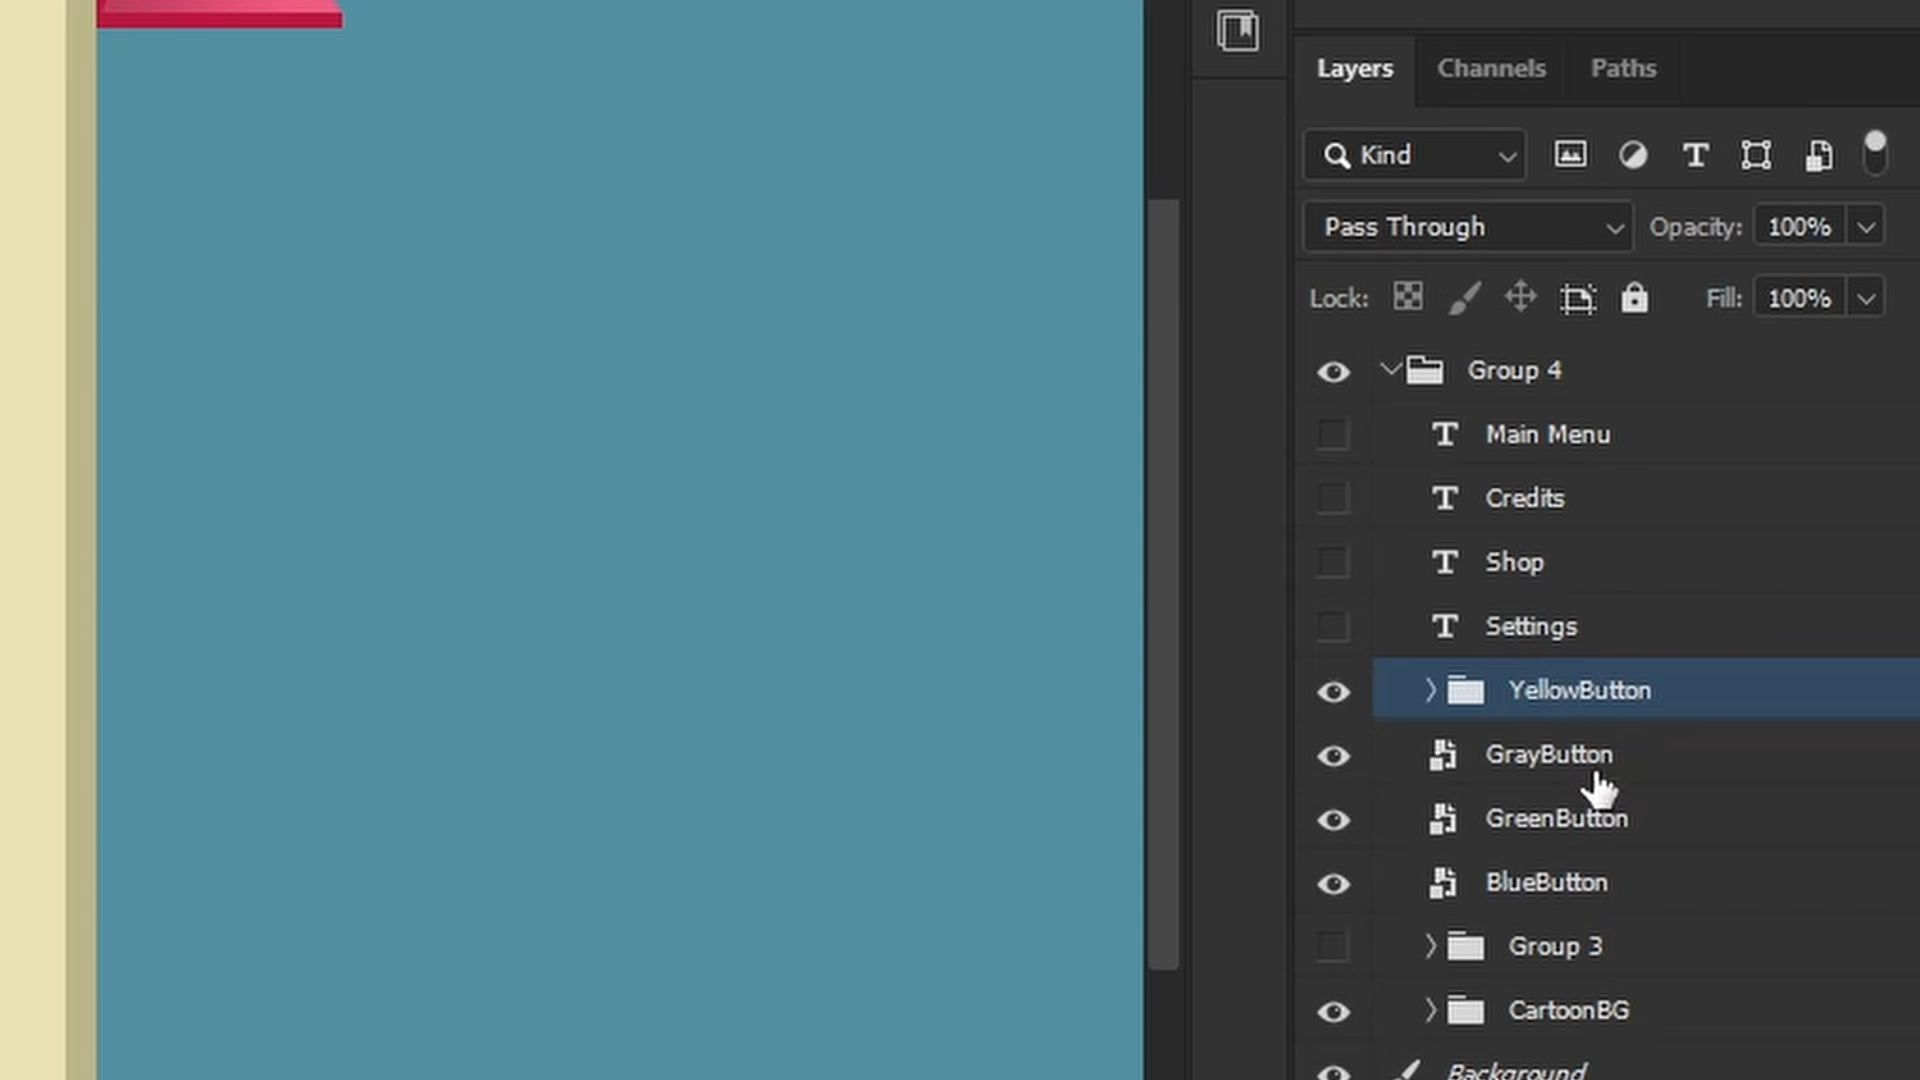 Layers Channels Paths
Kind
Pass Through Opacity: 100%
Lock: Fill: 100%
Group 4
Main Menu
Credits
Shop
Settings
YellowButton
GrayButton
GreenButton
BlueButton
Group 3
CartoonBG
Background